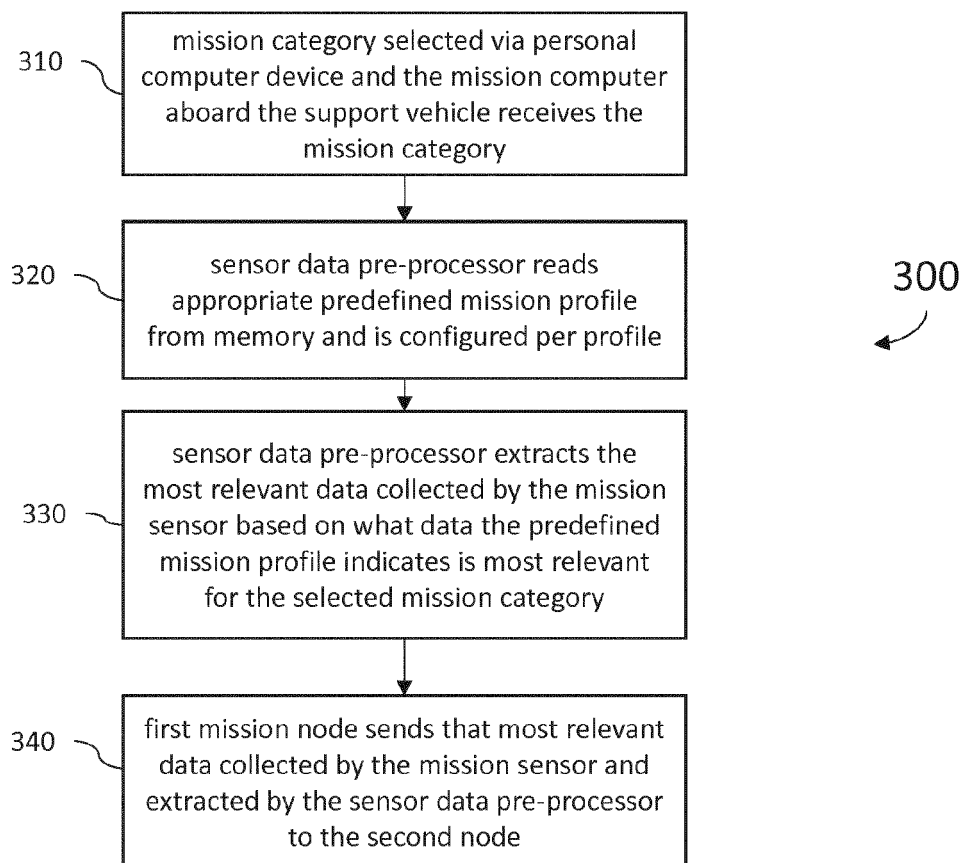 310
mission category selected via personal
computer device and the mission computer
aboard the support vehicle receives the
mission category
320
sensor data pre-processor reads
appropriate predefined mission profile
from memory and is configured per profile
300
330
sensor data pre-processor extracts the
most relevant data collected by the mission
sensor based on what data the predefined
mission profile indicates is most relevant
for the selected mission category
340
first mission node sends that most relevant
data collected by the mission sensor and
extracted by the sensor data pre-processor
to the second node